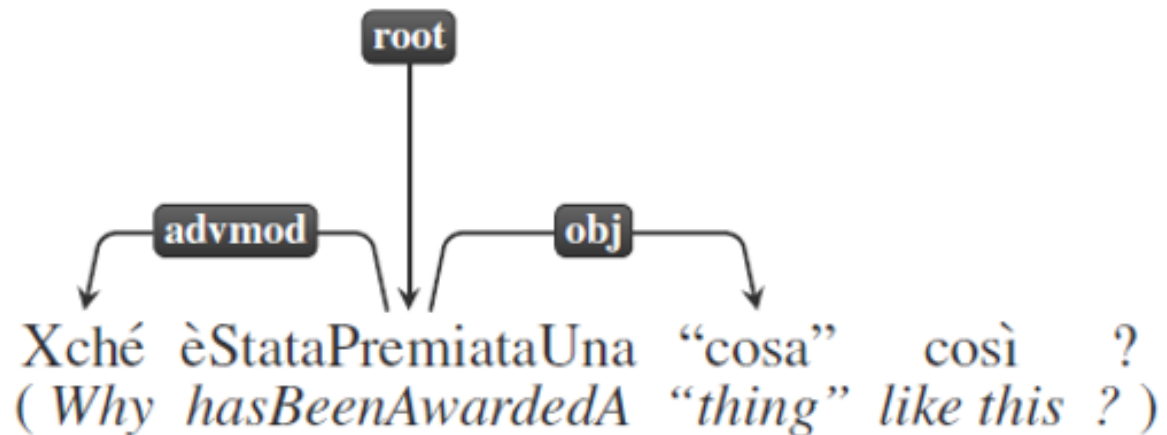 root
advmod obj
Xché èStataPremiataUna “cosa” così ?
( Why hasBeenAwardedA “thing” like this ? )